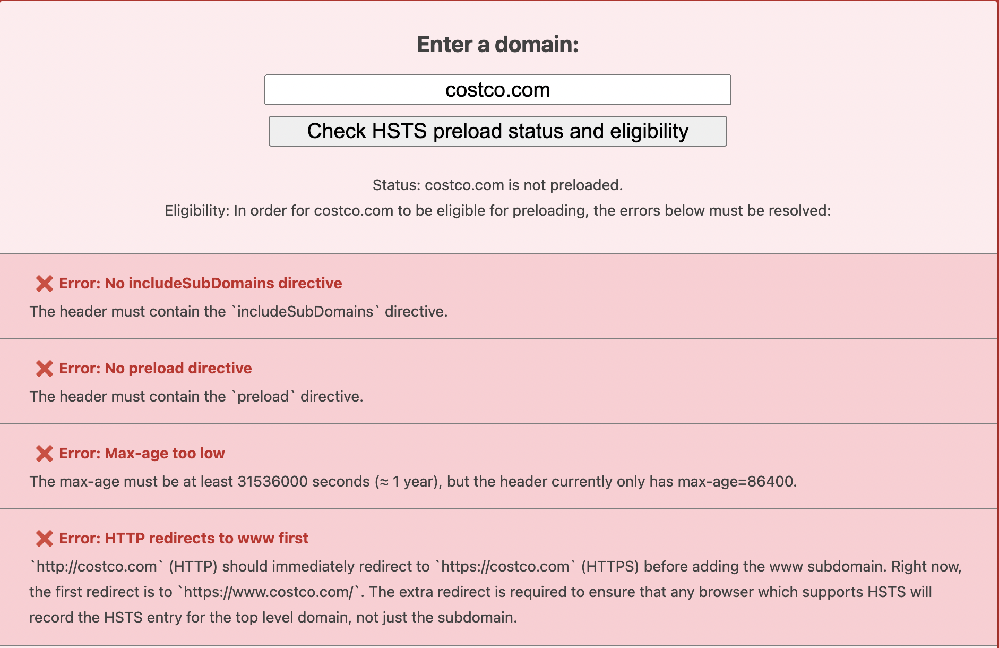 Enter a domain:
costco.com
Check HSTS preload status and eligibility
Status: costco.com is not preloaded.
Eligibility: In order for costco.com to be eligible for preloading, the errors below must be resolved:
Error: No includeSubDomains directive
The header must contain the `includeSubDomains` directive.
Error: No preload directive
The header must contain the `preload` directive.
Error: Max-age too low
The max-age must be at least 31536000 seconds (≈ 1 year), but the header currently only has max-age=86400.
Error: HTTP redirects to www first
`http://costco.com` (HTTP) should immediately redirect to `https://costco.com` (HTTPS) before adding the www subdomain. Right now,
the first redirect is to `https://www.costco.com/`. The extra redirect is required to ensure that any browser which supports HSTS will
record the HSTS entry for the top level domain, not just the subdomain.